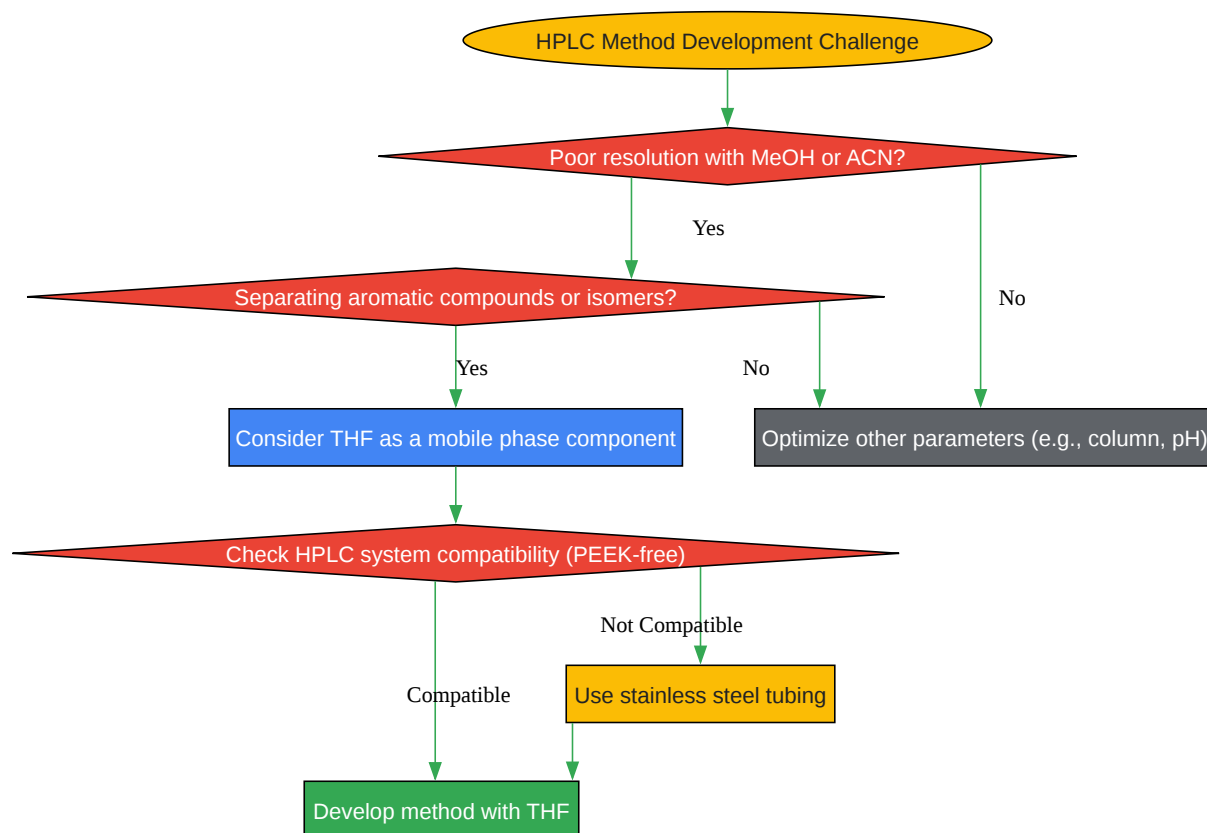 HPLC Method Development Challenge
Poor resolution with MeOH or ACN?
Yes
Separating aromatic compounds or isomers?
No
Yes
No
Consider THF as a mobile phase component
Optimize other parameters (e.g., column, pH)
Check HPLC system compatibility (PEEK-free)
Not Compatible
Compatible
Use stainless steel tubing
Develop method with THF